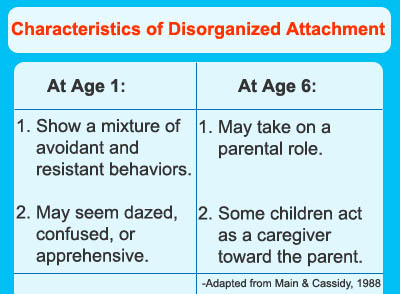 Characteristics of Disorganized Attachment
At Age 1:
1. Show a mixture of
avoidant and
resistant behaviors.
2. May seem dazed,
confused, or
apprehensive.
At Age 6:
1. May take on a
parental role.
2. Some children act
as a caregiver
toward the parent.
-Adapted from Main & Cassidy, 1988